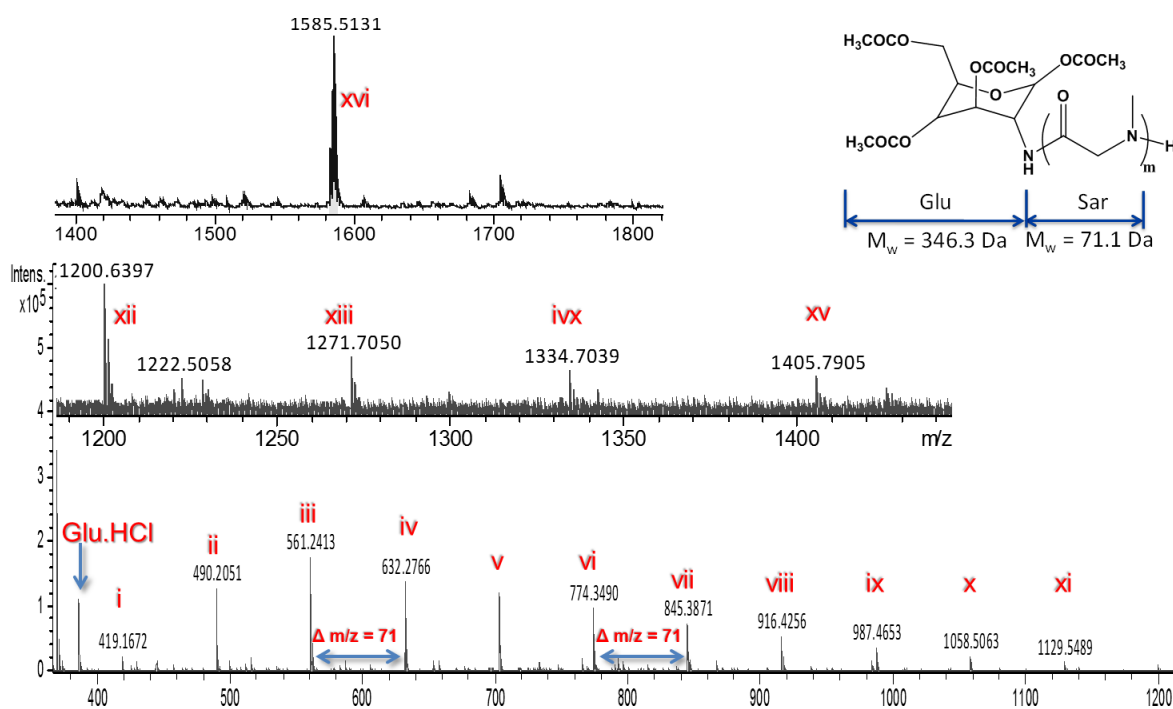 1585.5131
xvi
1400 1500 1600 1700 1800
H₃COCO
OCOCH₃
OCOCH₃
O
O
H₃COCO
N
H
N
H
m
Glu
Sar
Mw = 346.3 Da
Mw = 71.1 Da
Intens.
x10⁵
1200.6397
xii
1222.5058
xiii
1271.7050
ivx
1334.7039
xv
1405.7905
5
4
1200 1250 1300 1350 1400 m/z
3
2
1
0
Glu.HCl
i
419.1672
ii
490.2051
iii
561.2413
Δ m/z = 71
iv
632.2766
v
vi
774.3490
Δ m/z = 71
vii
845.3871
viii
916.4256
ix
987.4653
x
1058.5063
xi
1129.5489
400 500 600 700 800 900 1000 1100 1200